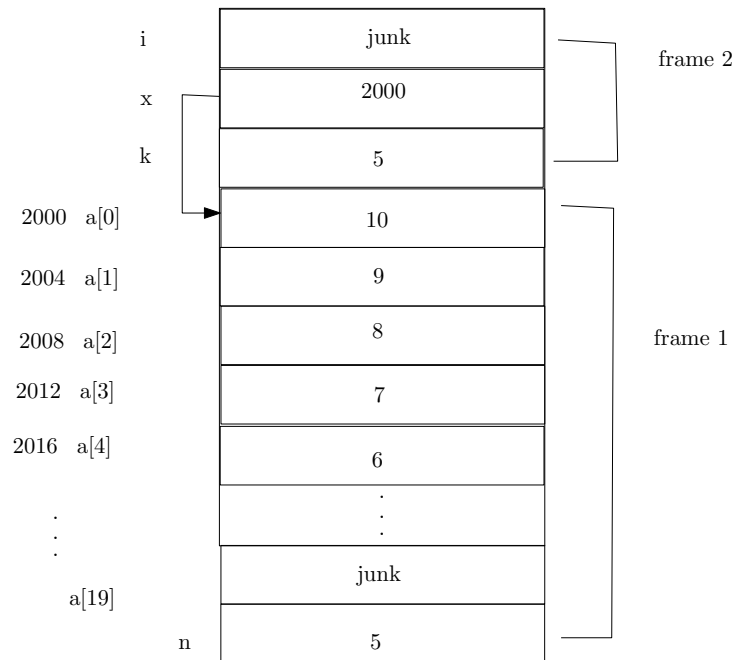 i junk
frame 2
x 2000
k 5
2000 a[0] 10
2004 a[1] 9
2008 a[2] 8
frame 1
2012 a[3] 7
2016 a[4] 6
junk
a[19]
n 5